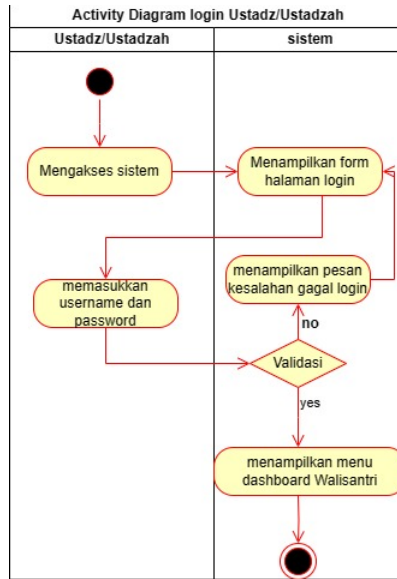 Activity Diagram login Ustadz/Ustadzah
Ustadz/Ustadzah
sistem
Mengakses sistem
Menampilkan form
halaman login
memasukkan
username dan
password
menampilkan pesan
kesalahan gagal login
no
Validasi
yes
menampilkan menu
dashboard Walisantri